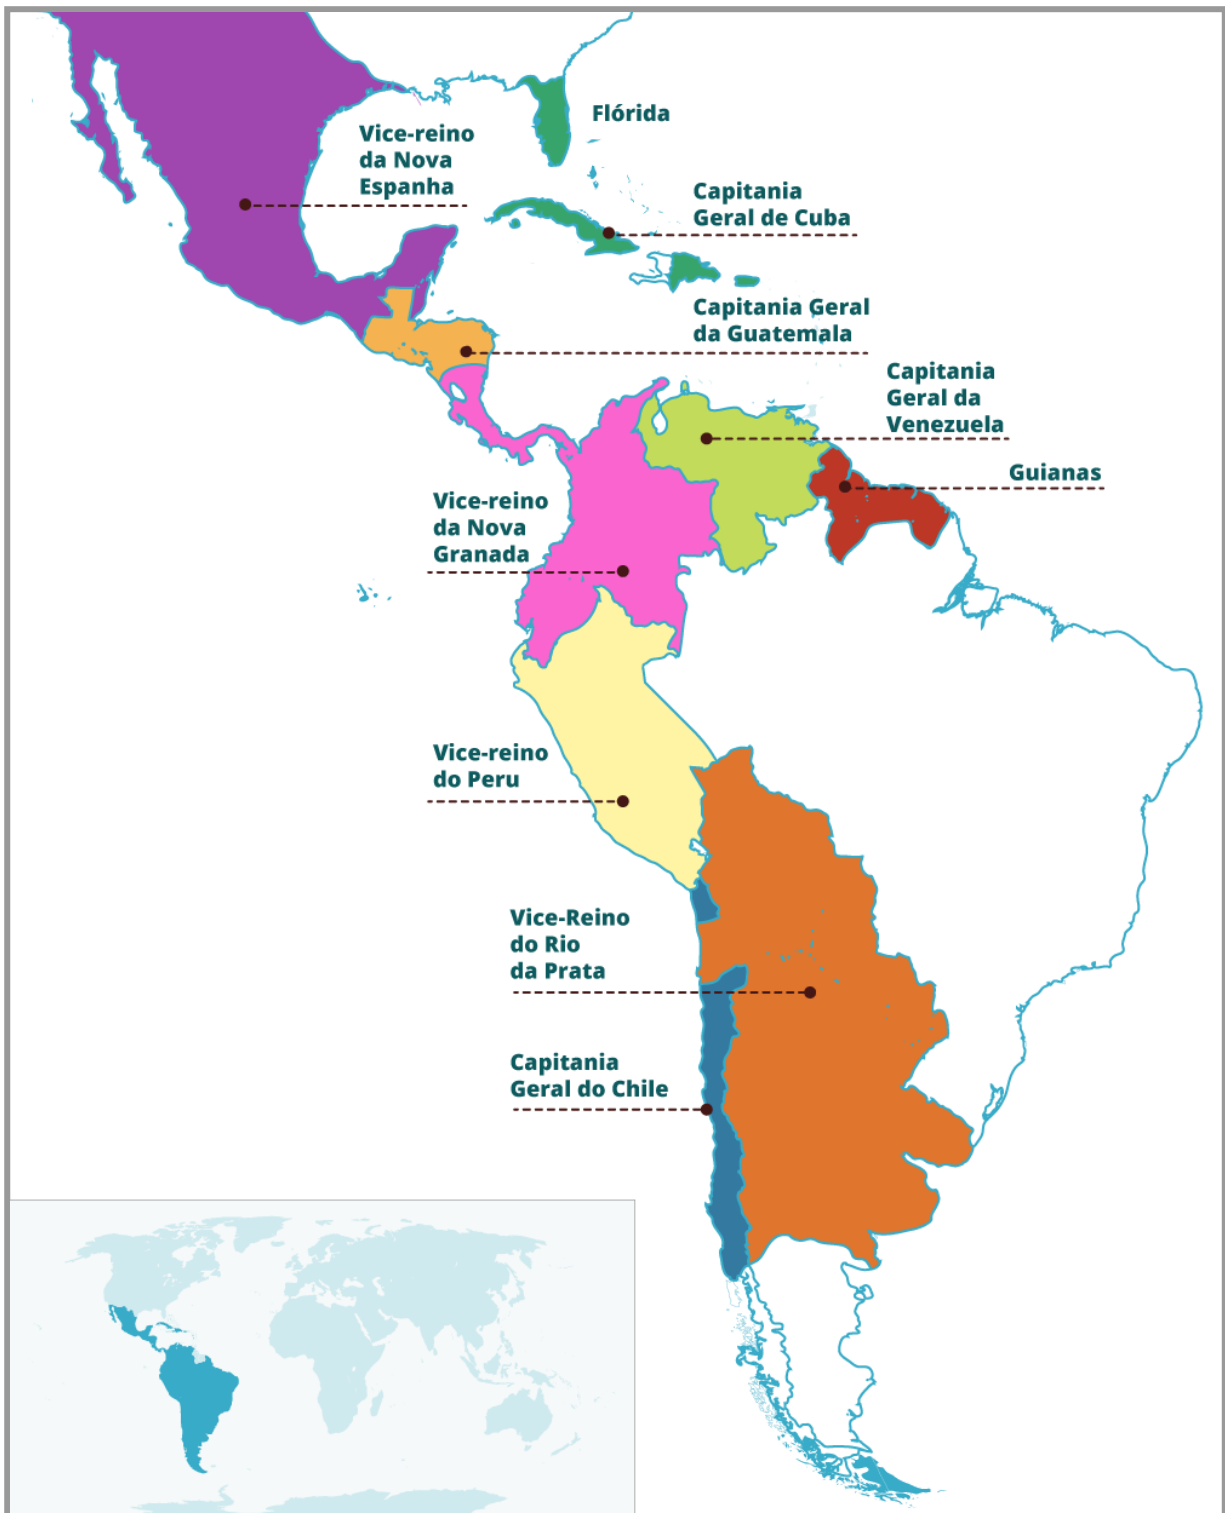 Flórida
Vice-reino
da Nova
Espanha
Capitania
Geral de Cuba
Capitania Geral
da Guatemala
Capitania
Geral da
Venezuela
Guianas
Vice-reino
da Nova
Granada
Vice-reino
do Peru
Vice-Reino
do Rio
da Prata
Capitania
Geral do Chile